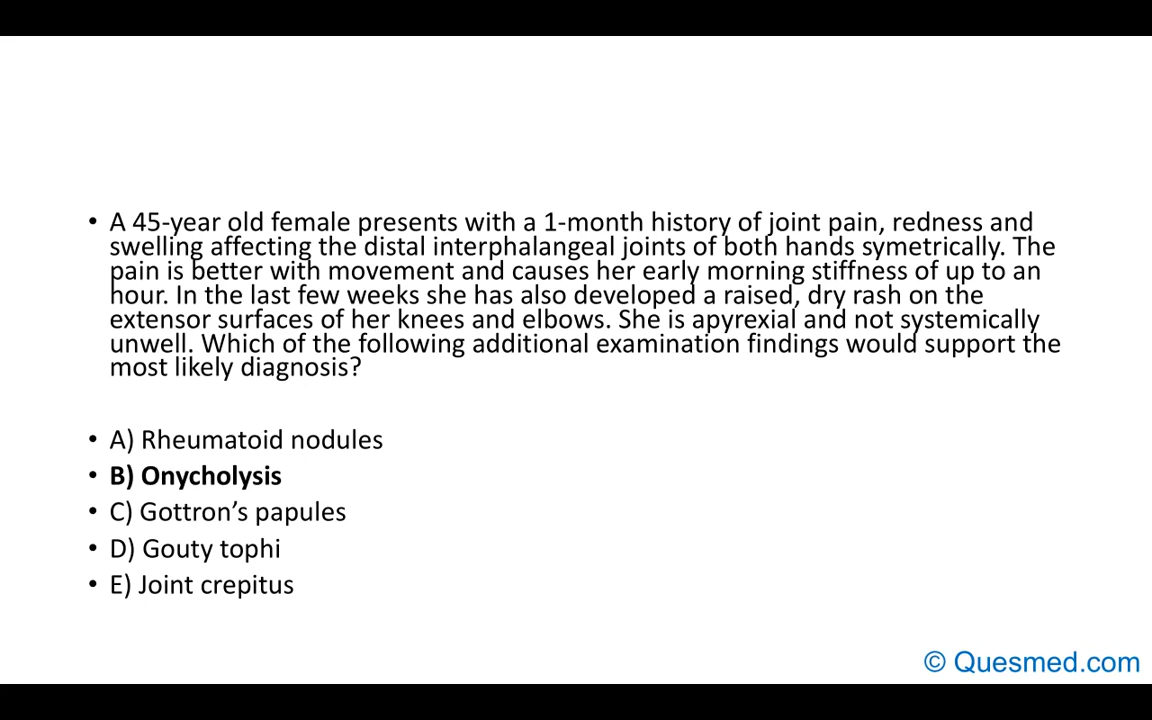 • A 45-year old female presents with a 1-month history of joint pain, redness and
swelling affecting the distal interphalangeal joints of both hands symetrically. The
pain is better with movement and causes her early morning stiffness of up to an
hour. In the last few weeks she has also developed a raised, dry rash on the
extensor surfaces of her knees and elbows. She is apyrexial and not systemically
unwell. Which of the following additional examination findings would support the
most likely diagnosis?
• A) Rheumatoid nodules
• B) Onycholysis
• C) Gottron’s papules
• D) Gouty tophi
• E) Joint crepitus
© Quesmed.com